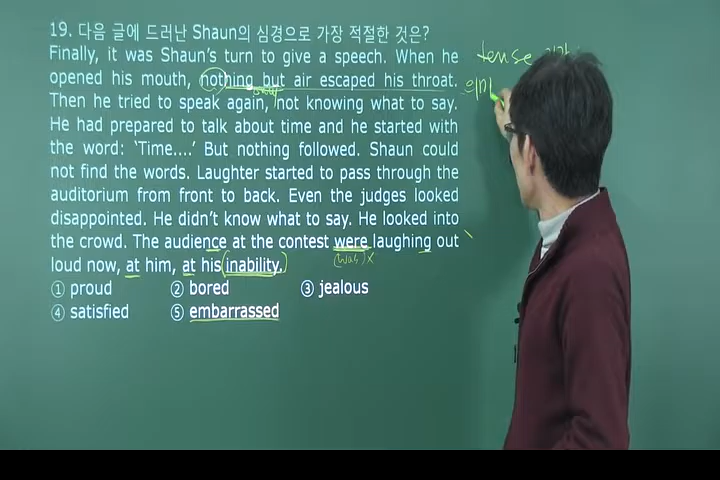 19. 다음 글에 드러난 Shaun의 심경으로 가장 적절한 것은?
Finally, it was Shaun's turn to give a speech. When he
opened his mouth, nothing but air escaped his throat.
Then he tried to speak again, not knowing what to say.
He had prepared to talk about time and he started with
the word: 'Time....' But nothing followed. Shaun could
not find the words. Laughter started to pass through the
auditorium from front to back. Even the judges looked
disappointed. He didn't know what to say. He looked into
the crowd. The audience at the contest were laughing out
loud now, at him, at his inability.
(was) X
① proud ② bored ③ jealous
④ satisfied ⑤ embarrassed
tense